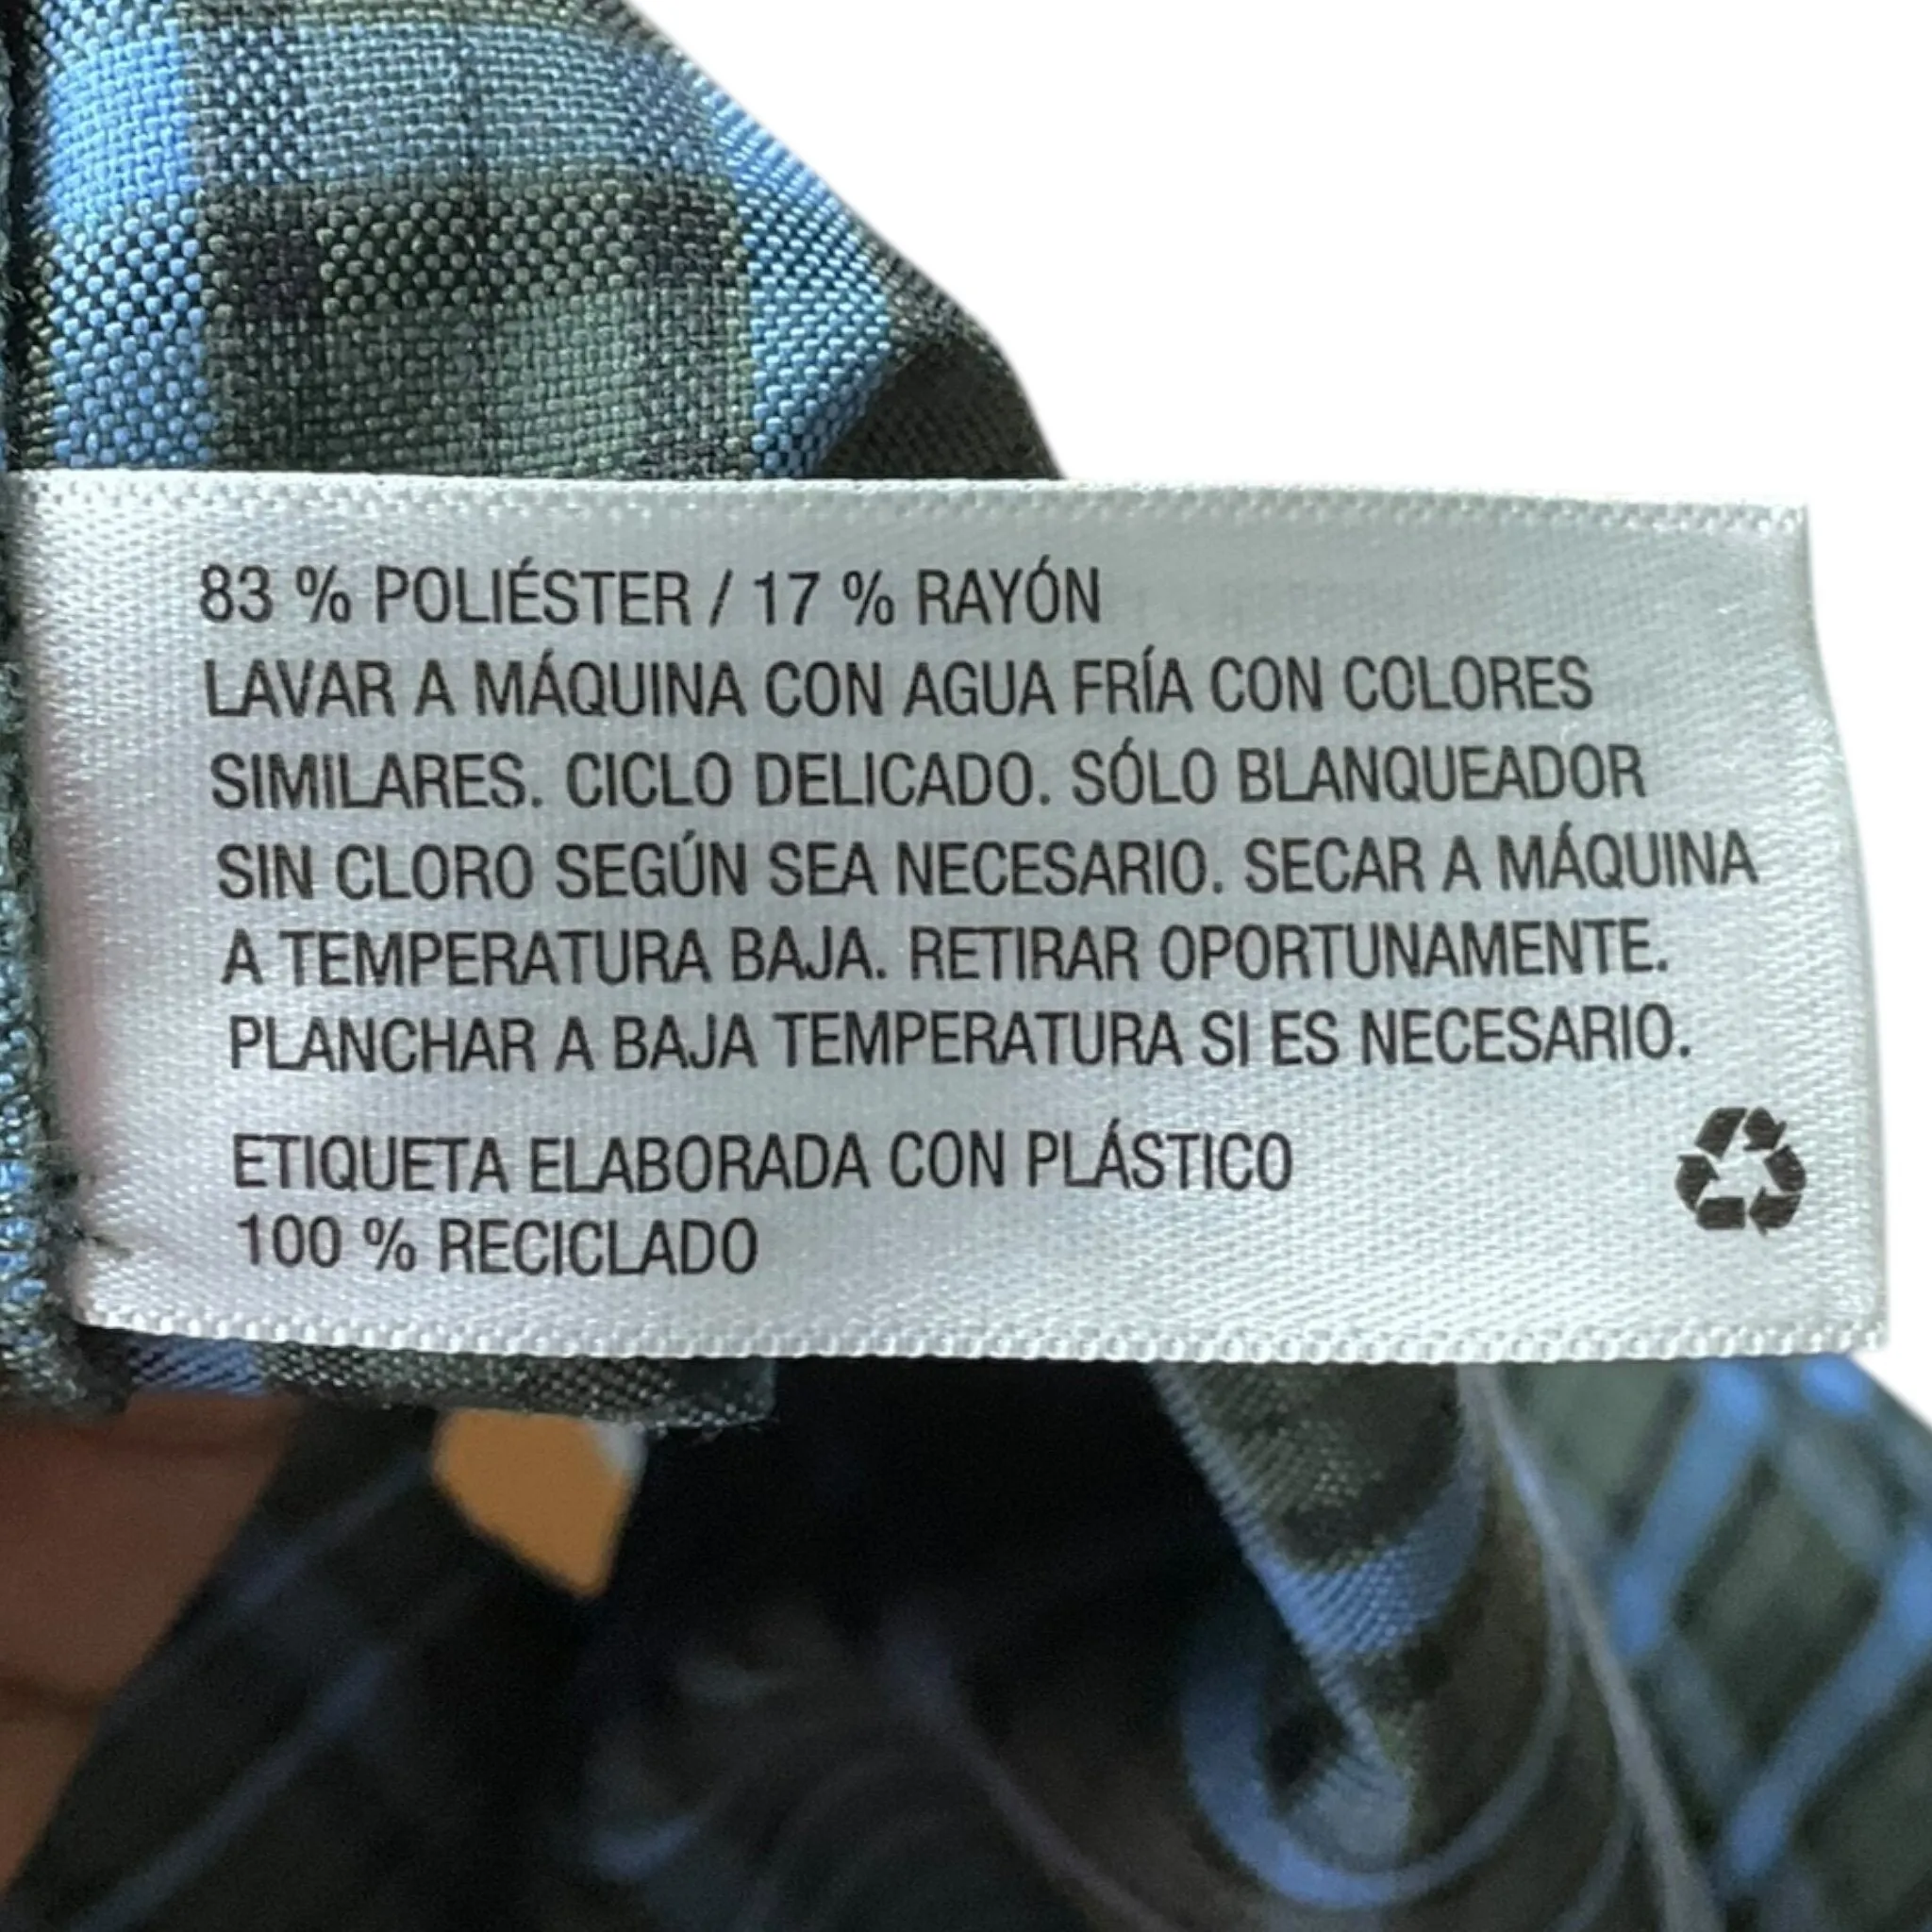 83 % POLIÉSTER / 17 % RAYÓN
LAVAR A MÁQUINA CON AGUA FRÍA CON COLORES
SIMILARES. CICLO DELICADO. SÓLO BLANQUEADOR
SIN CLORO SEGÚN SEA NECESARIO. SECAR A MÁQUINA
A TEMPERATURA BAJA. RETIRAR OPORTUNAMENTE.
PLANCHAR A BAJA TEMPERATURA SI ES NECESARIO.
ETIQUETA ELABORADA CON PLÁSTICO
100 % RECICLADO